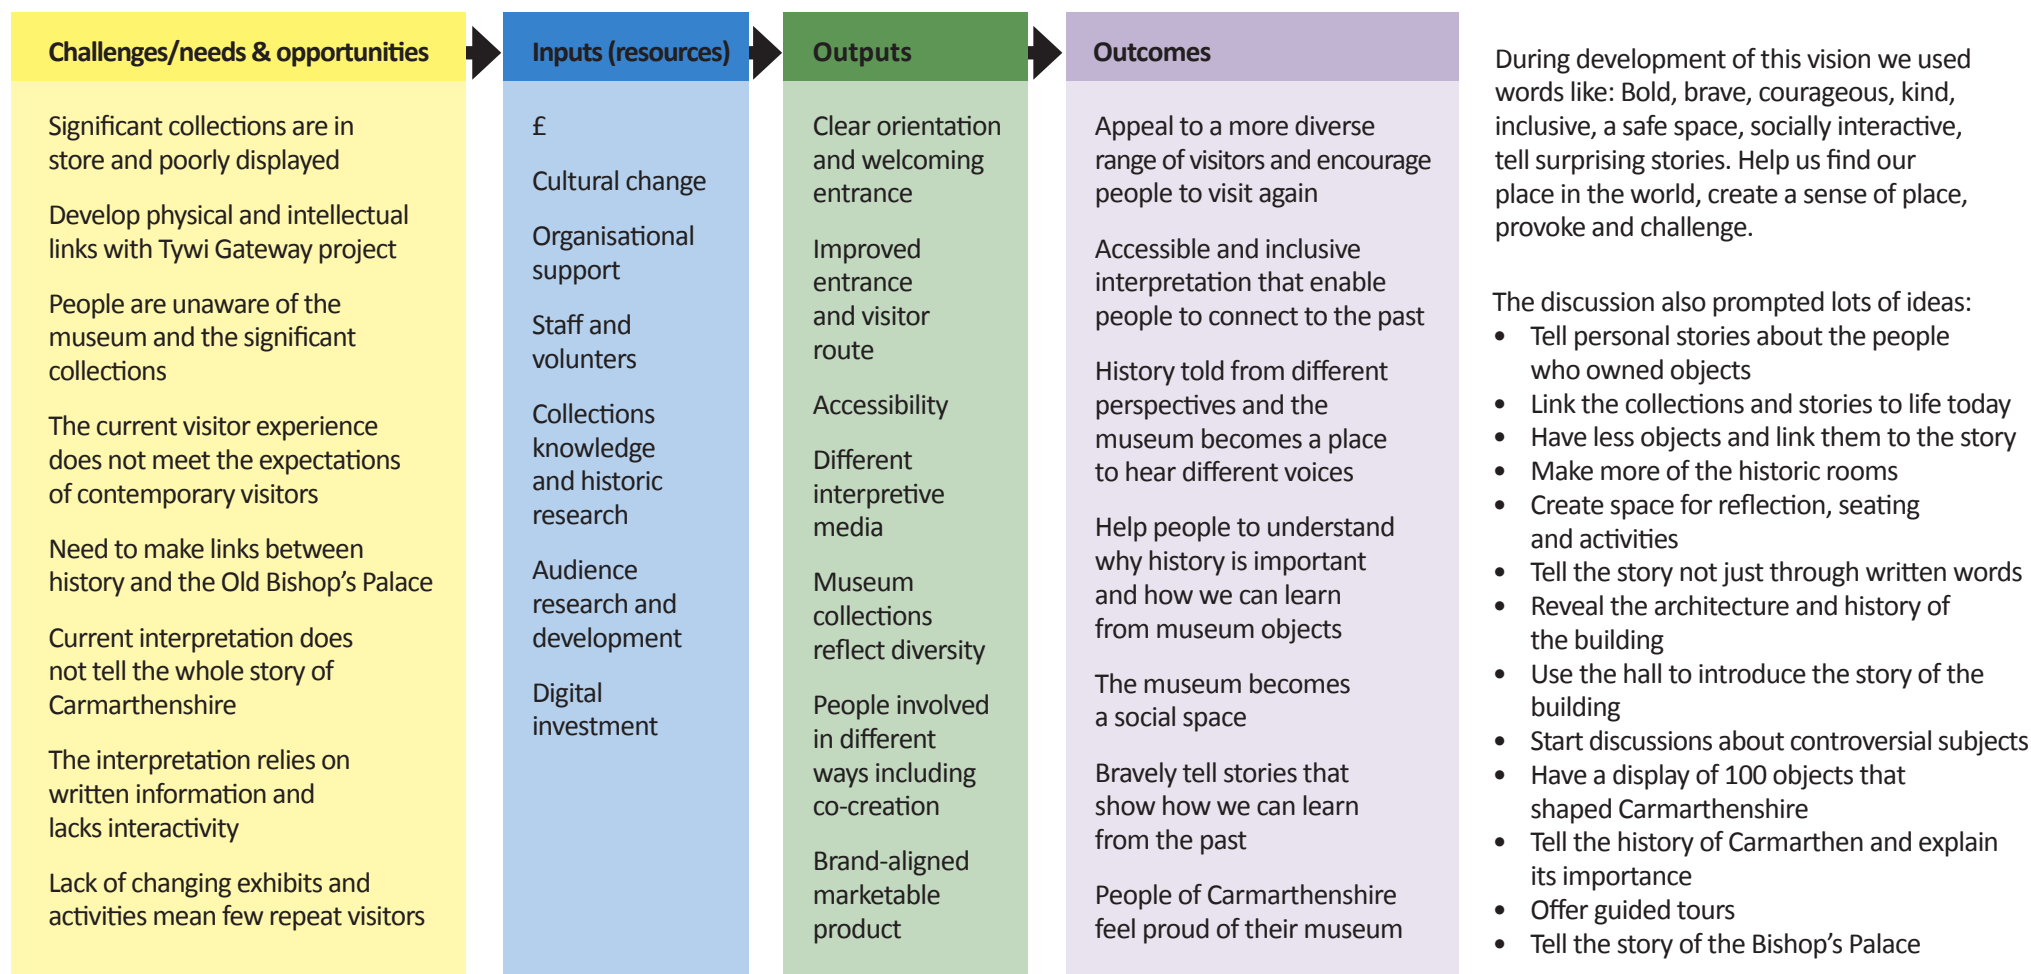 Challenges/needs & opportunities
Significant collections are in
store and poorly displayed
Develop physical and intellectual
links with Tywi Gateway project
People are unaware of the
museum and the significant
collections
The current visitor experience
does not meet the expectations
of contemporary visitors
Need to make links between
history and the Old Bishop’s Palace
Current interpretation does
not tell the whole story of
Carmarthenshire
The interpretation relies on
written information and
lacks interactivity
Lack of changing exhibits and
activities mean few repeat visitors
Inputs (resources)
£
Cultural change
Organisational
support
Staff and
volunters
Collections
knowledge
and historic
research
Audience
research and
development
Digital
investment
Outputs
Clear orientation
and welcoming
entrance
Improved
entrance
and visitor
route
Accessibility
Different
interpretive
media
Museum
collections
reflect diversity
People involved
in different
ways including
co-creation
Brand-aligned
marketable
product
Outcomes
Appeal to a more diverse
range of visitors and encourage
people to visit again
Accessible and inclusive
interpretation that enable
people to connect to the past
History told from different
perspectives and the
museum becomes a place
to hear different voices
Help people to understand
why history is important
and how we can learn
from museum objects
The museum becomes
a social space
Bravely tell stories that
show how we can learn
from the past
People of Carmarthenshire
feel proud of their museum
During development of this vision we used
words like: Bold, brave, courageous, kind,
inclusive, a safe space, socially interactive,
tell surprising stories. Help us find our
place in the world, create a sense of place,
provoke and challenge.
The discussion also prompted lots of ideas:
• Tell personal stories about the people
who owned objects
• Link the collections and stories to life today
• Have less objects and link them to the story
• Make more of the historic rooms
• Create space for reflection, seating
and activities
• Tell the story not just through written words
• Reveal the architecture and history of
the building
• Use the hall to introduce the story of the
building
• Start discussions about controversial subjects
• Have a display of 100 objects that
shaped Carmarthenshire
• Tell the history of Carmarthen and explain
its importance
• Offer guided tours
• Tell the story of the Bishop’s Palace